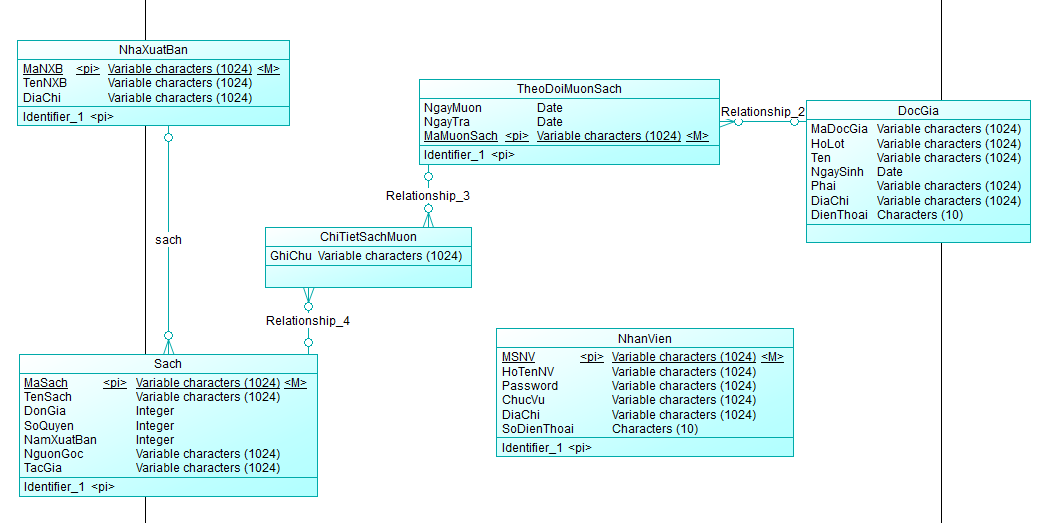 NhaXuatBan
MaNXB <pi> Variable characters (1024) <M>
TenNXB Variable characters (1024)
DiaChi Variable characters (1024)
Identifier_1 <pi>
TheoDoiMuonSach
NgayMuon Date
NgayTra Date
MaMuonSach <pi> Variable characters (1024) <M>
Identifier_1 <pi>
Relationship_2
DocGia
MaDocGia Variable characters (1024)
HoLot Variable characters (1024)
Ten Variable characters (1024)
NgaySinh Date
Phai Variable characters (1024)
DiaChi Variable characters (1024)
DienThoai Characters (10)
Relationship_3
sach
ChiTietSachMuon
GhiChu Variable characters (1024)
Relationship_4
Sach
MaSach <pi> Variable characters (1024) <M>
TenSach Variable characters (1024)
DonGia Integer
SoQuyen Integer
NamXuatBan Integer
NguonGoc Variable characters (1024)
TacGia Variable characters (1024)
Identifier_1 <pi>
NhanVien
MSNV <pi> Variable characters (1024) <M>
HoTenNV Variable characters (1024)
Password Variable characters (1024)
ChucVu Variable characters (1024)
DiaChi Variable characters (1024)
SoDienThoai Characters (10)
Identifier_1 <pi>